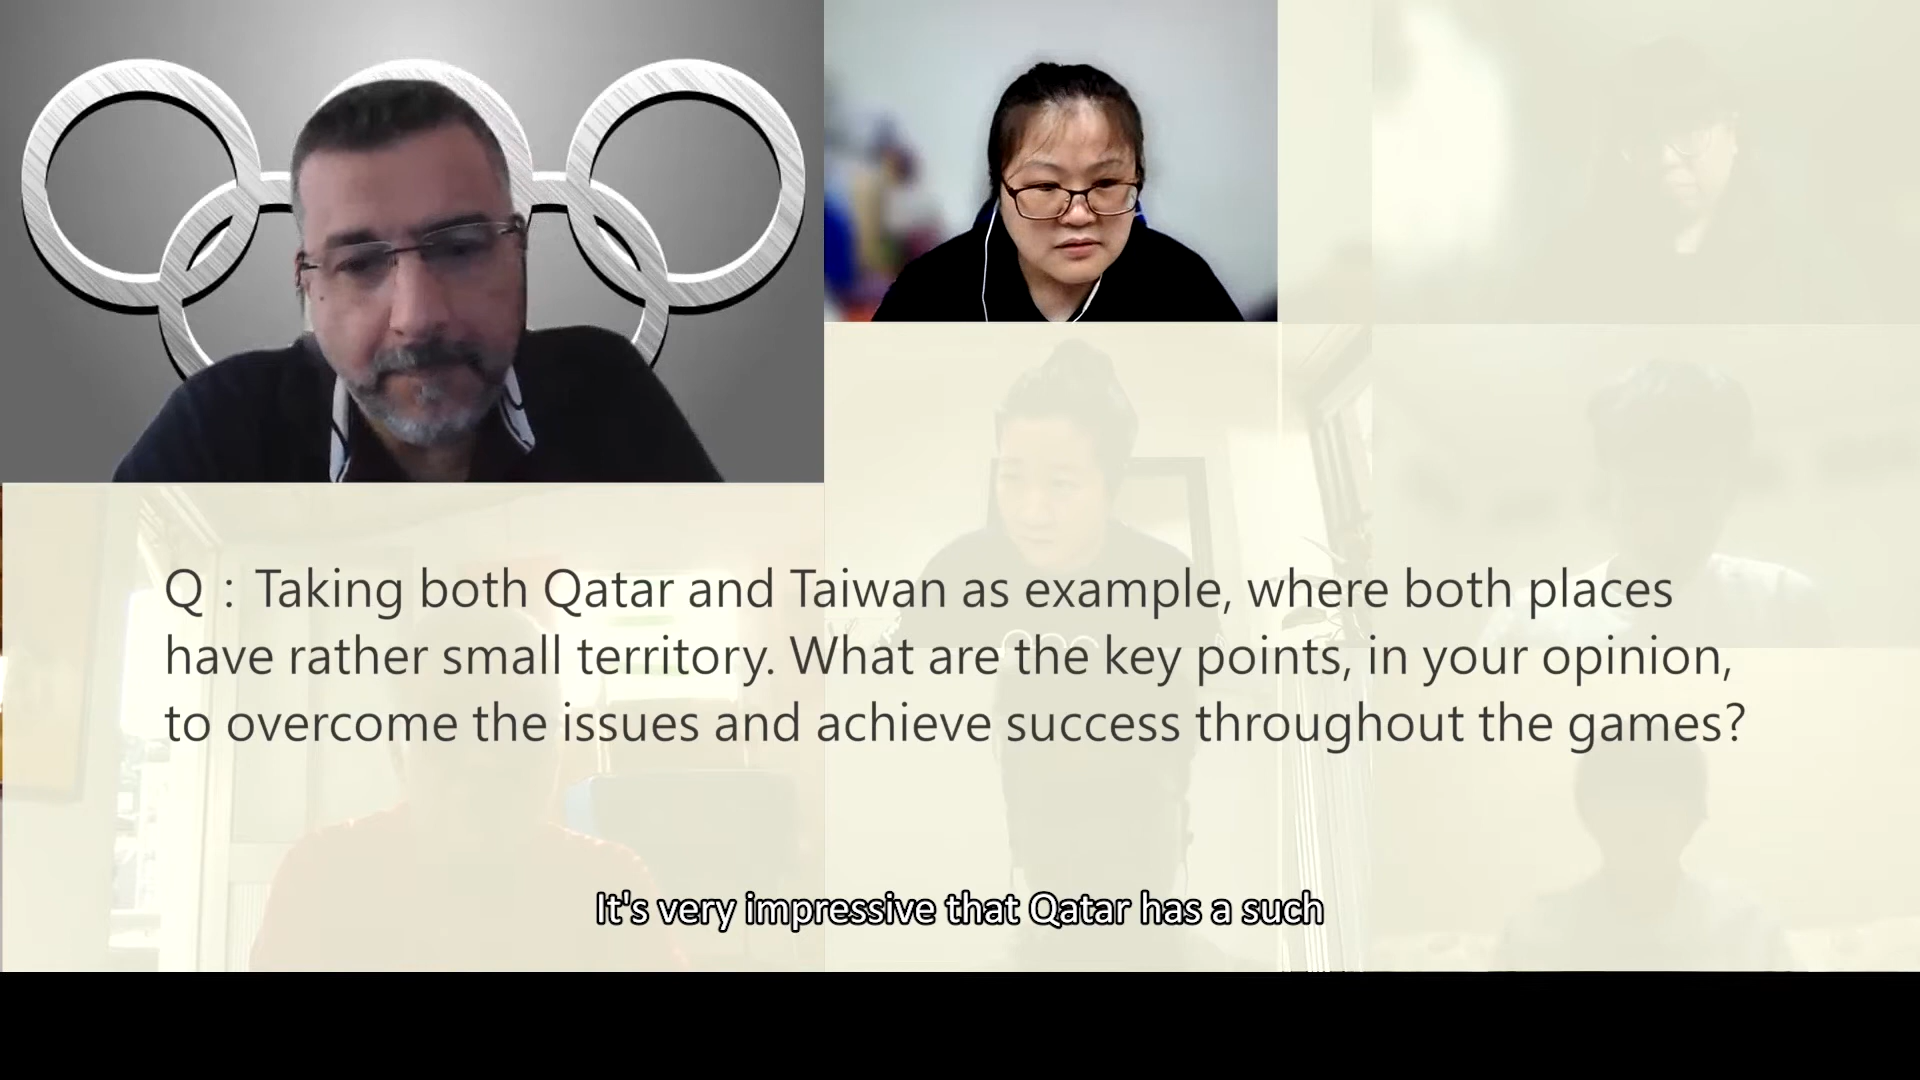 Q：Taking both Qatar and Taiwan as example, where both places
have rather small territory. What are the key points, in your opinion,
to overcome the issues and achieve success throughout the games?
It's very impressive that Qatar has a such